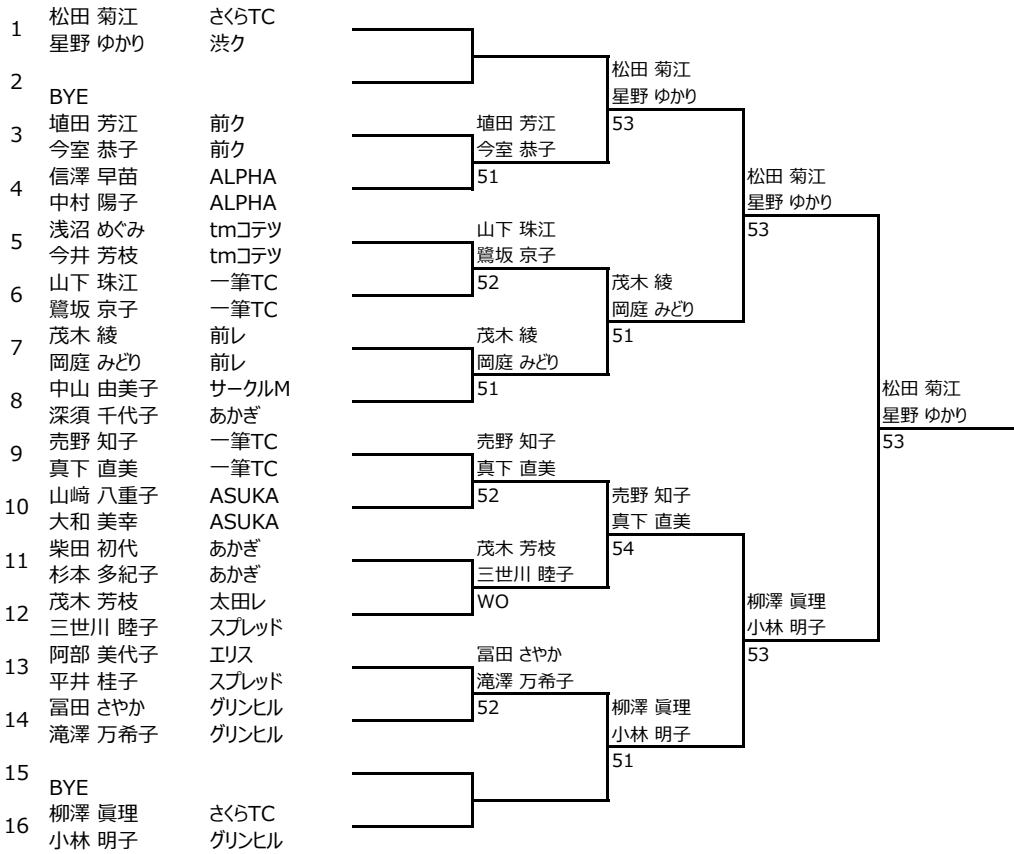 1 松田 菊江 さくらTC
星野 ゆかり 渋ク
2
BYE
3 埴田 芳江 前ク
今室 恭子 前ク
4 信澤 早苗 ALPHA
中村 陽子 ALPHA
5 浅沼 めぐみ tmコテツ
今井 芳枝 tmコテツ
6 山下 珠江 一筆TC
鷺坂 京子 一筆TC
7 茂木 綾 前レ
岡庭 みどり 前レ
8 中山 由美子 サークルM
深須 千代子 あかぎ
9 売野 知子 一筆TC
真下 直美 一筆TC
10 山﨑 八重子 ASUKA
大和 美幸 ASUKA
11 柴田 初代 あかぎ
杉本 多紀子 あかぎ
12 茂木 芳枝 太田レ
三世川 睦子 スプレッド
13 阿部 美代子 エリス
平井 桂子 スプレッド
14 冨田 さやか グリンヒル
滝澤 万希子 グリンヒル
15
BYE
16 柳澤 眞理 さくらTC
小林 明子 グリンヒル
埴田 芳江
今室 恭子
51
山下 珠江
鷺坂 京子
52
茂木 綾
岡庭 みどり
51
売野 知子
真下 直美
52
茂木 芳枝
三世川 睦子
WO
冨田 さやか
滝澤 万希子
52
松田 菊江
星野 ゆかり
53
茂木 綾
岡庭 みどり
51
売野 知子
真下 直美
54
柳澤 眞理
小林 明子
51
松田 菊江
星野 ゆかり
53
柳澤 眞理
小林 明子
53
松田 菊江
星野 ゆかり
53